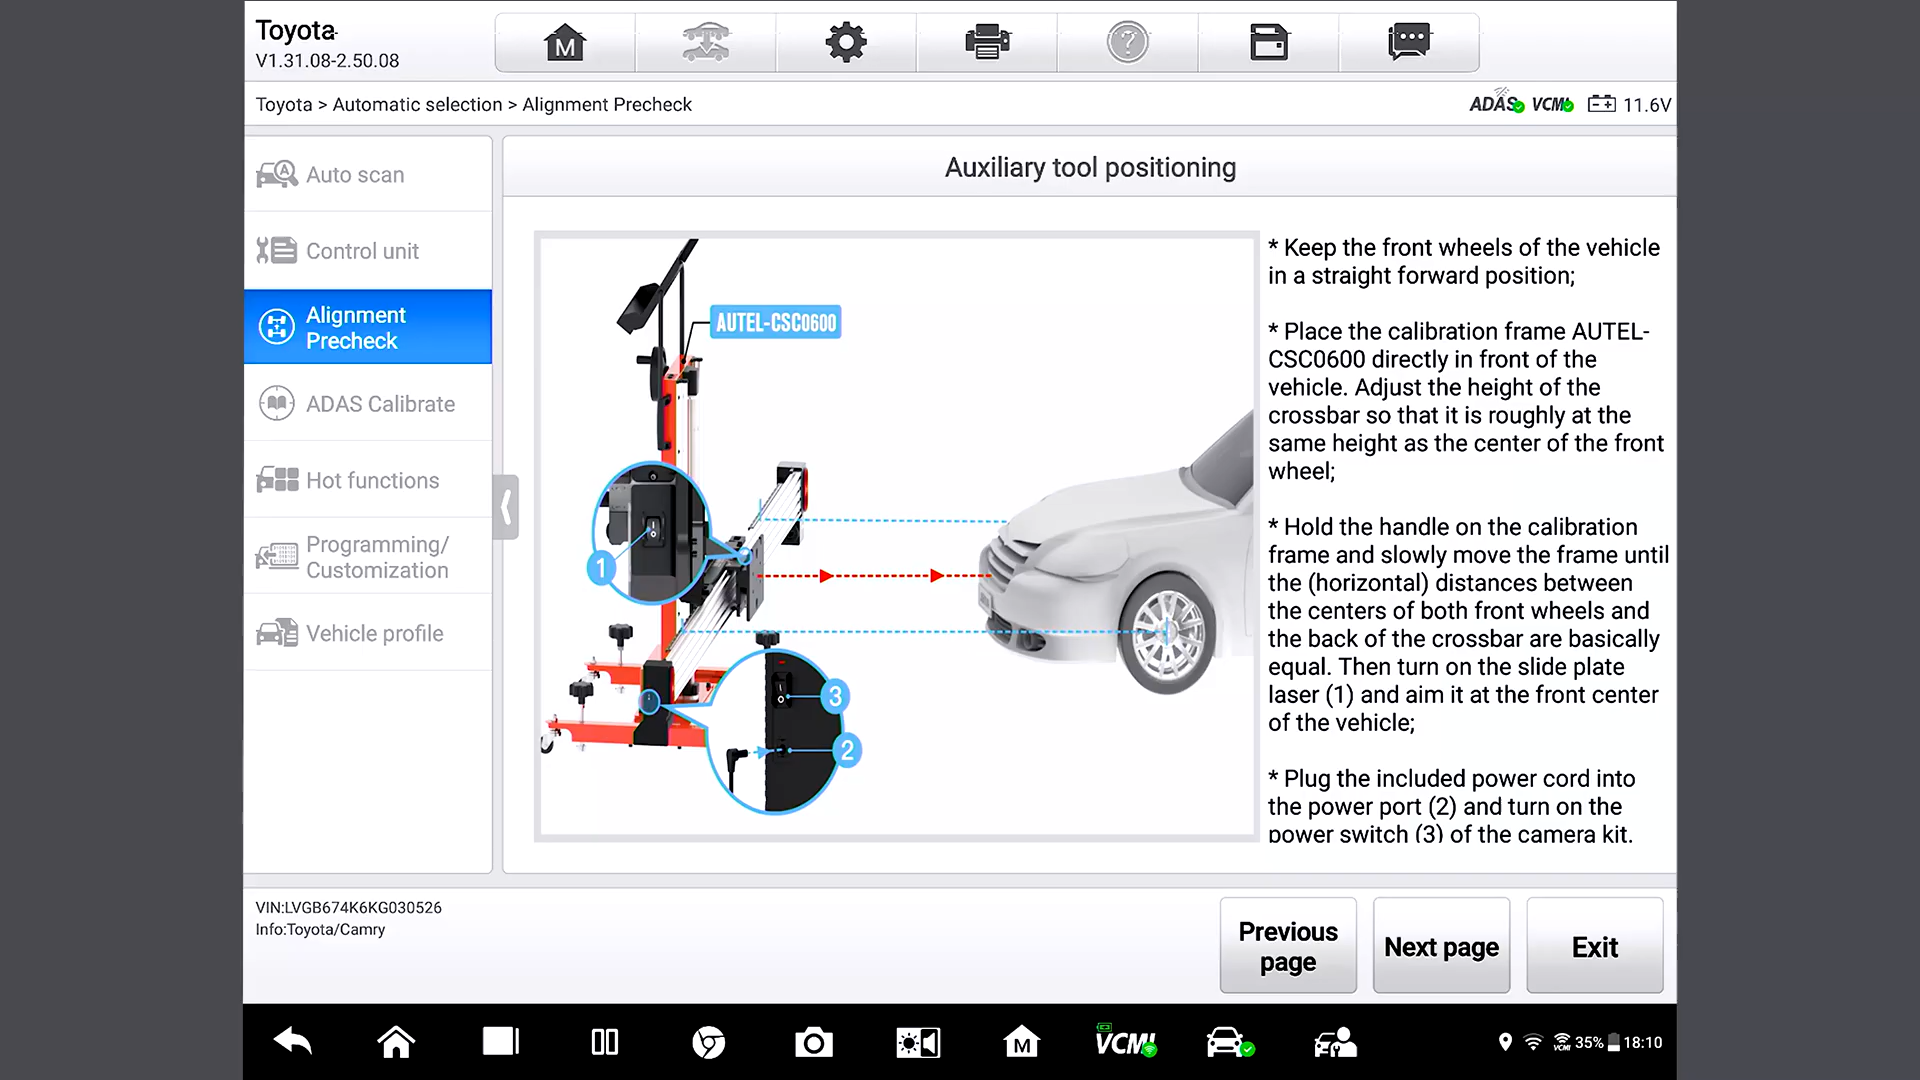 Toyota
V1.31.08-2.50.08
M
?
Toyota > Automatic selection > Alignment Precheck
ADAS VCMI 11.6V
Auto scan
Control unit
Alignment
Precheck
ADAS Calibrate
Hot functions
Programming/
Customization
Vehicle profile
Auxiliary tool positioning
AUTEL-CSC0600
1
3
2
* Keep the front wheels of the vehicle
in a straight forward position;
* Place the calibration frame AUTEL-
CSC0600 directly in front of the
vehicle. Adjust the height of the
crossbar so that it is roughly at the
same height as the center of the front
wheel;
* Hold the handle on the calibration
frame and slowly move the frame until
the (horizontal) distances between
the centers of both front wheels and
the back of the crossbar are basically
equal. Then turn on the slide plate
laser (1) and aim it at the front center
of the vehicle;
* Plug the included power cord into
the power port (2) and turn on the
power switch (3) of the camera kit.
VIN:LVGB674K6KG030526
Info:Toyota/Camry
Previous
page
Next page
Exit
M
VCMI
VCMI 35% 18:10